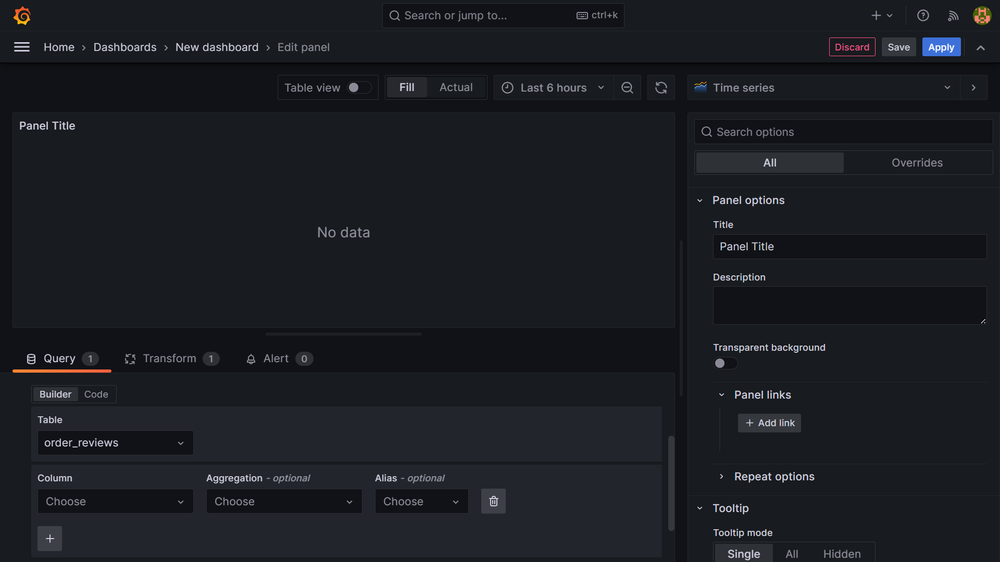 Search or jump to...
ctrl+k
Home
Dashboards
New dashboard
Edit panel
Discard
Save
Apply
Table view
Fill
Actual
Last 6 hours
Time series
Panel Title
No data
Search options
All
Overrides
Panel options
Title
Panel Title
Description
Transparent background
Panel links
Add link
Repeat options
Tooltip
Tooltip mode
Single
All
Hidden
Query 1
Transform 1
Alert 0
Builder
Code
Table
order_reviews
Column
Aggregation - optional
Alias - optional
Choose
Choose
Choose